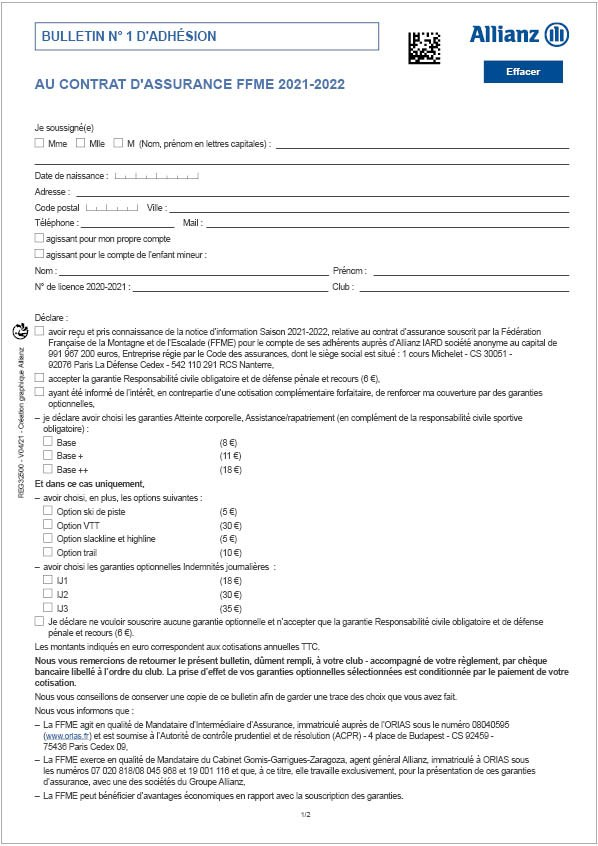 BULLETIN N° 1 D'ADHÉSION
Allianz
Effacer
AU CONTRAT D'ASSURANCE FFME 2021-2022
Je soussigné(e)
Mme Mlle M (Nom, prénom en lettres capitales) :
Date de naissance :
Adresse :
Code postal Ville :
Téléphone : Mail :
agissant pour mon propre compte
agissant pour le compte de l'enfant mineur :
Nom : Prénom :
N° de licence 2020-2021 : Club :
Déclare :
avoir reçu et pris connaissance de la notice d'information Saison 2021-2022, relative au contrat d'assurance souscrit par la Fédération
Française de la Montagne et de l'Escalade (FFME) pour le compte de ses adhérents auprès d'Allianz IARD société anonyme au capital de
991 967 200 euros, Entreprise régie par le Code des assurances, dont le siège social est situé : 1 cours Michelet - CS 30051 -
92076 Paris La Défense Cedex - 542 110 291 RCS Nanterre,
accepter la garantie Responsabilité civile obligatoire et de défense pénale et recours (6 €),
ayant été informé de l'intérêt, en contrepartie d'une cotisation complémentaire forfaitaire, de renforcer ma couverture par des garanties
optionnelles,
– je déclare avoir choisi les garanties Atteinte corporelle, Assistance/rapatriement (en complément de la responsabilité civile sportive
obligatoire) :
Base (8 €)
Base + (11 €)
Base ++ (18 €)
Et dans ce cas uniquement,
– avoir choisi, en plus, les options suivantes :
Option ski de piste (5 €)
Option VTT (30 €)
Option slackline et highline (5 €)
Option trail (10 €)
– avoir choisi les garanties optionnelles Indemnités journalières :
IJ1 (18 €)
IJ2 (30 €)
IJ3 (35 €)
Je déclare ne vouloir souscrire aucune garantie optionnelle et n'accepter que la garantie Responsabilité civile obligatoire et de défense
pénale et recours (6 €).
Les montants indiqués en euro correspondent aux cotisations annuelles TTC.
Nous vous remercions de retourner le présent bulletin, dûment rempli, à votre club - accompagné de votre règlement, par chèque
bancaire libellé à l'ordre du club. La prise d'effet de vos garanties optionnelles sélectionnées est conditionnée par le paiement de votre
cotisation.
Nous vous conseillons de conserver une copie de ce bulletin afin de garder une trace des choix que vous avez fait.
Nous vous informons que :
– La FFME agit en qualité de Mandataire d'Intermédiaire d'Assurance, immatriculé auprès de l'ORIAS sous le numéro 08040595
(www.orias.fr) et est soumise à l'Autorité de contrôle prudentiel et de résolution (ACPR) - 4 place de Budapest - CS 92459 -
75436 Paris Cedex 09,
– La FFME exerce en qualité de Mandataire du Cabinet Gomis-Garrigues-Zaragoza, agent général Allianz, immatriculé à ORIAS sous
les numéros 07 020 818/08 045 968 et 19 001 116 et que, à ce titre, elle travaille exclusivement, pour la présentation de ces garanties
d'assurance, avec une des sociétés du Groupe Allianz,
– La FFME peut bénéficier d'avantages économiques en rapport avec la souscription des garanties.
REG32500 - V04/21 - Création graphique Allianz
1/2